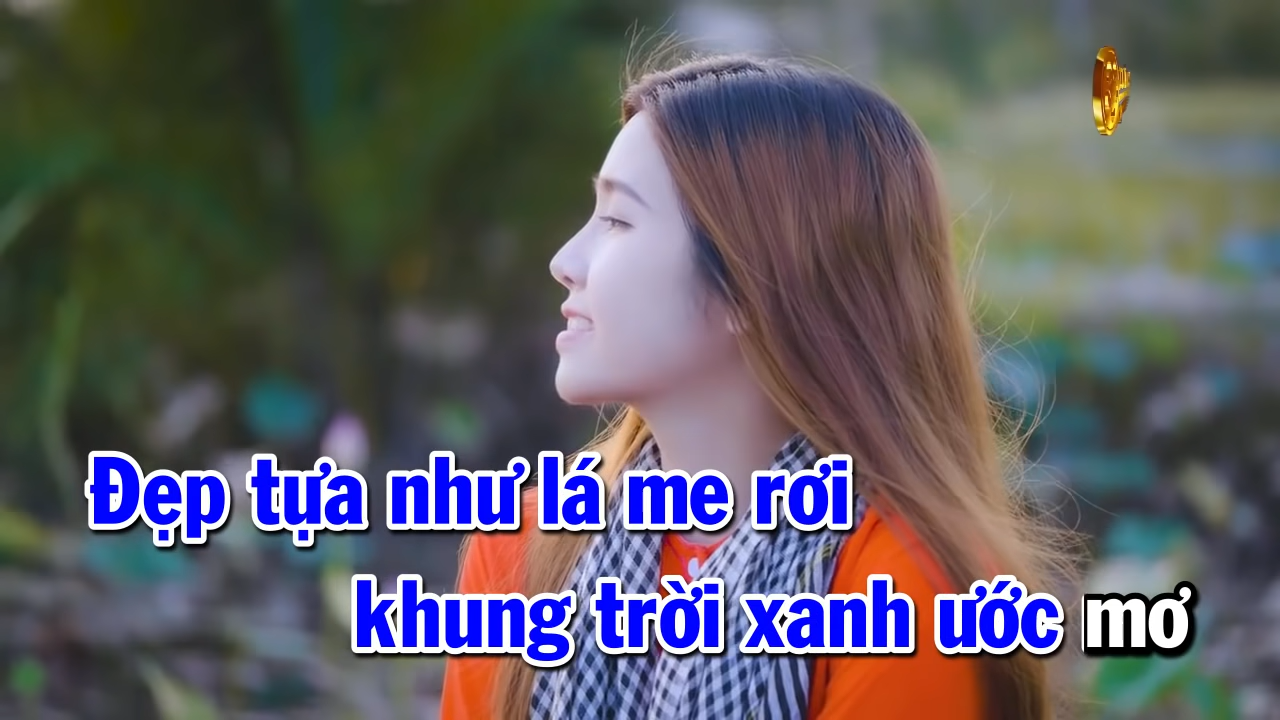 Đẹp tựa như lá me rơi
khung trời xanh ước mơ